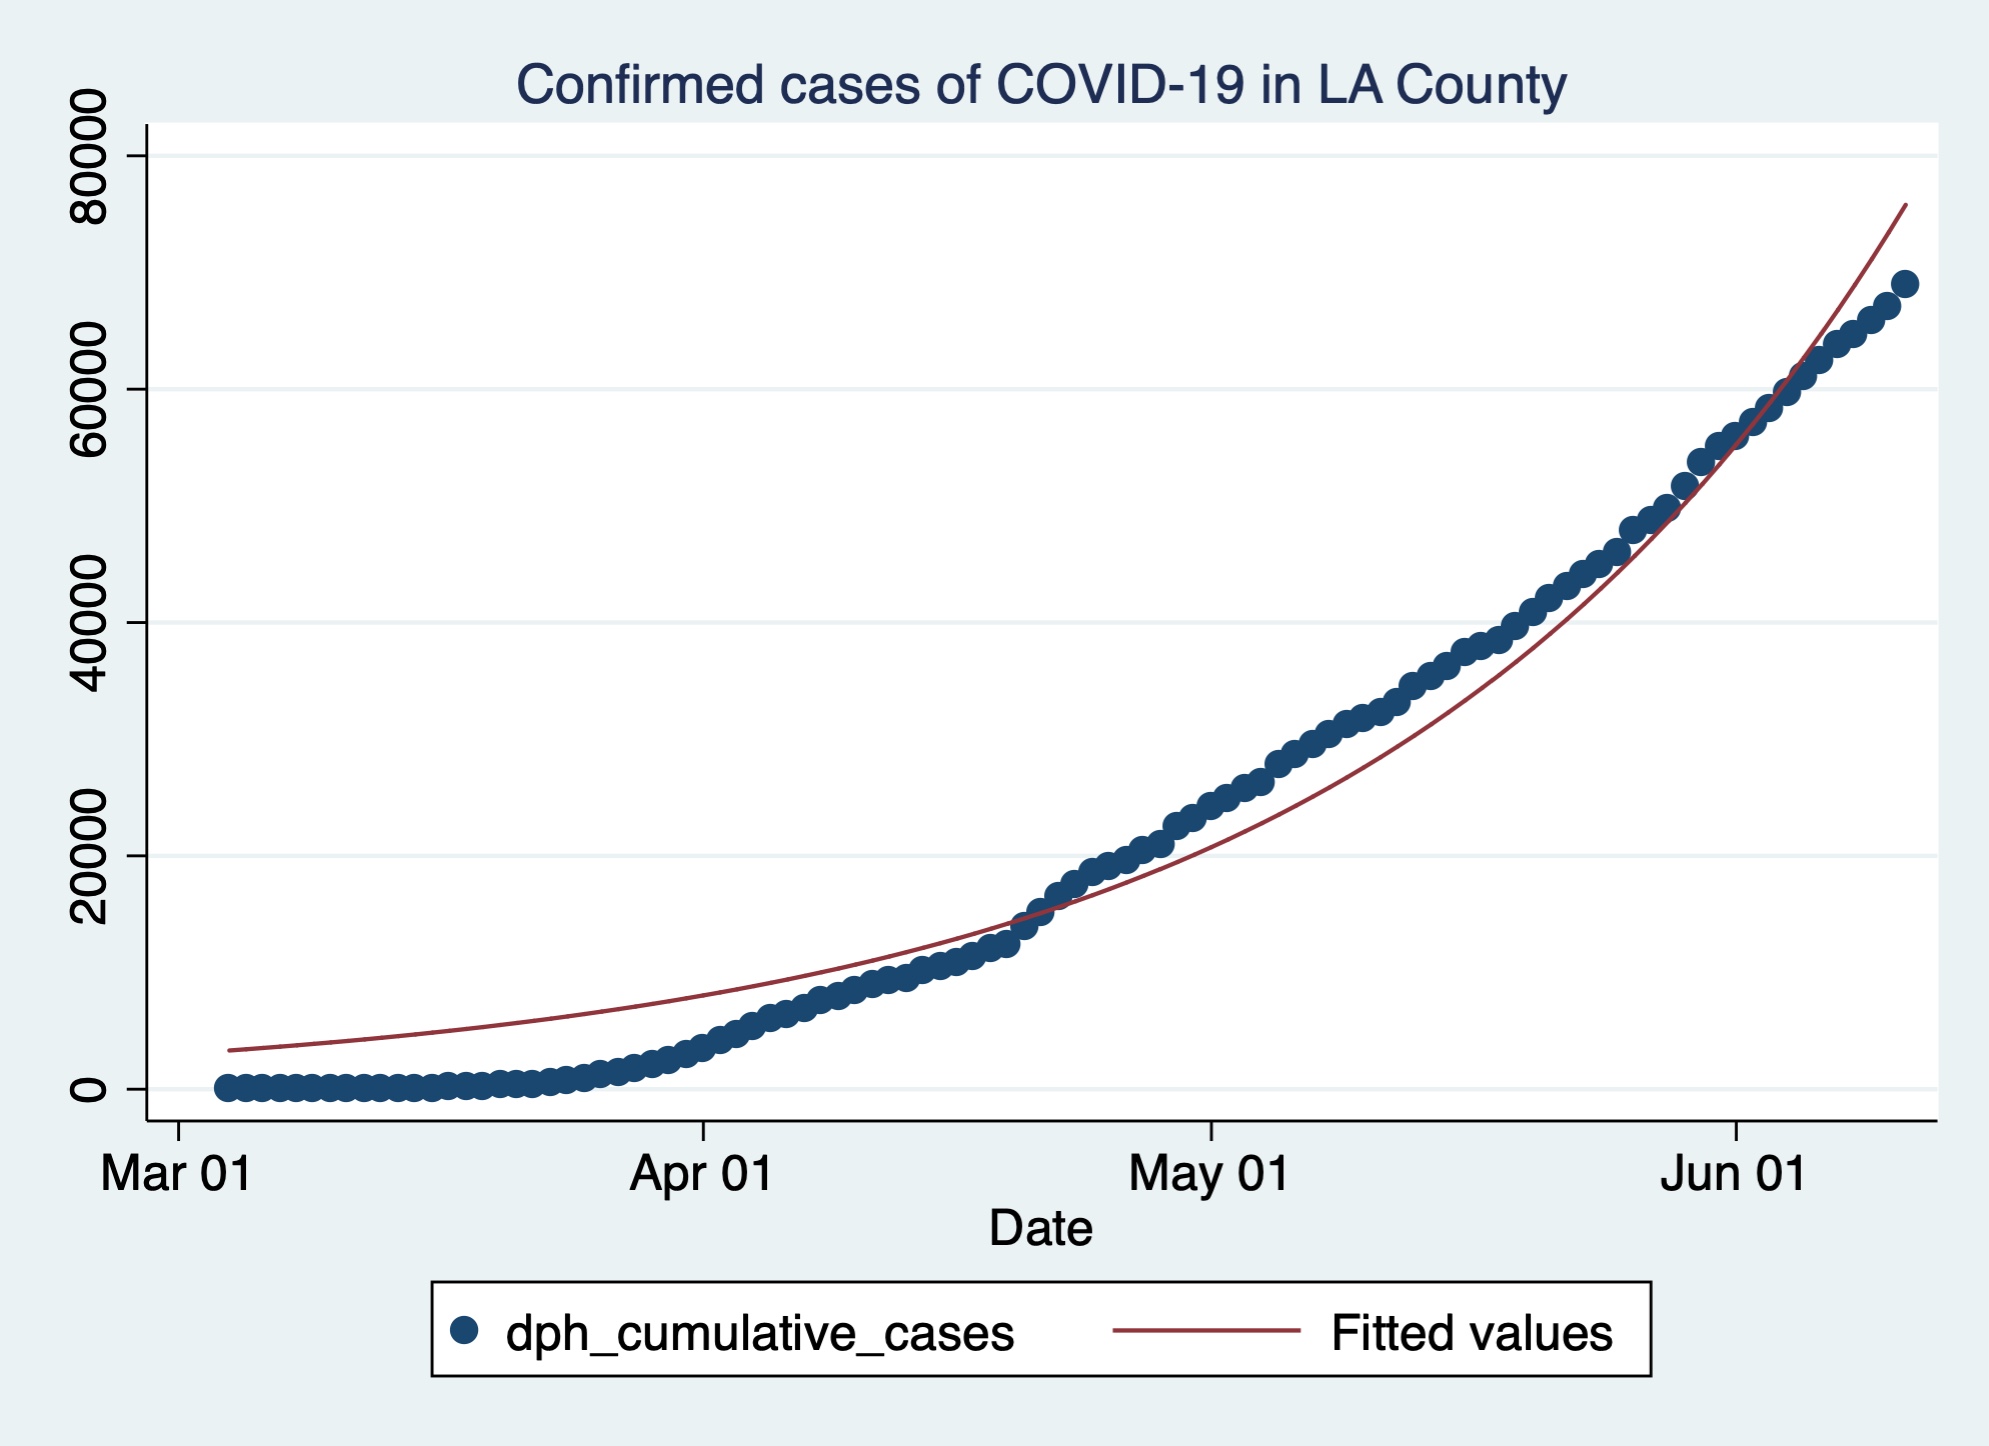 Confirmed cases of COVID-19 in LA County
80000
60000
40000
20000
0
Mar 01
Apr 01
May 01
Jun 01
Date
dph_cumulative_cases
Fitted values